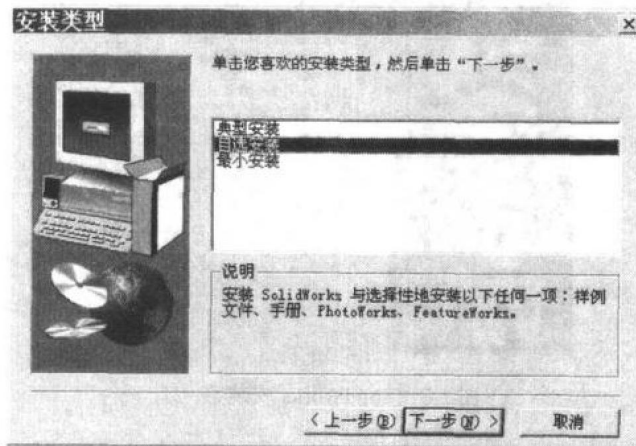 安装类型
单击您喜欢的安装类型，然后单击“下一步”。
典型安装
自选安装
最小安装
说明
安装 SolidWorks 与选择性地安装以下任何一项：样例
文件、手册、PhotoWorks、FeatureWorks。
< 上一步(B)
下一步(N) >
取消